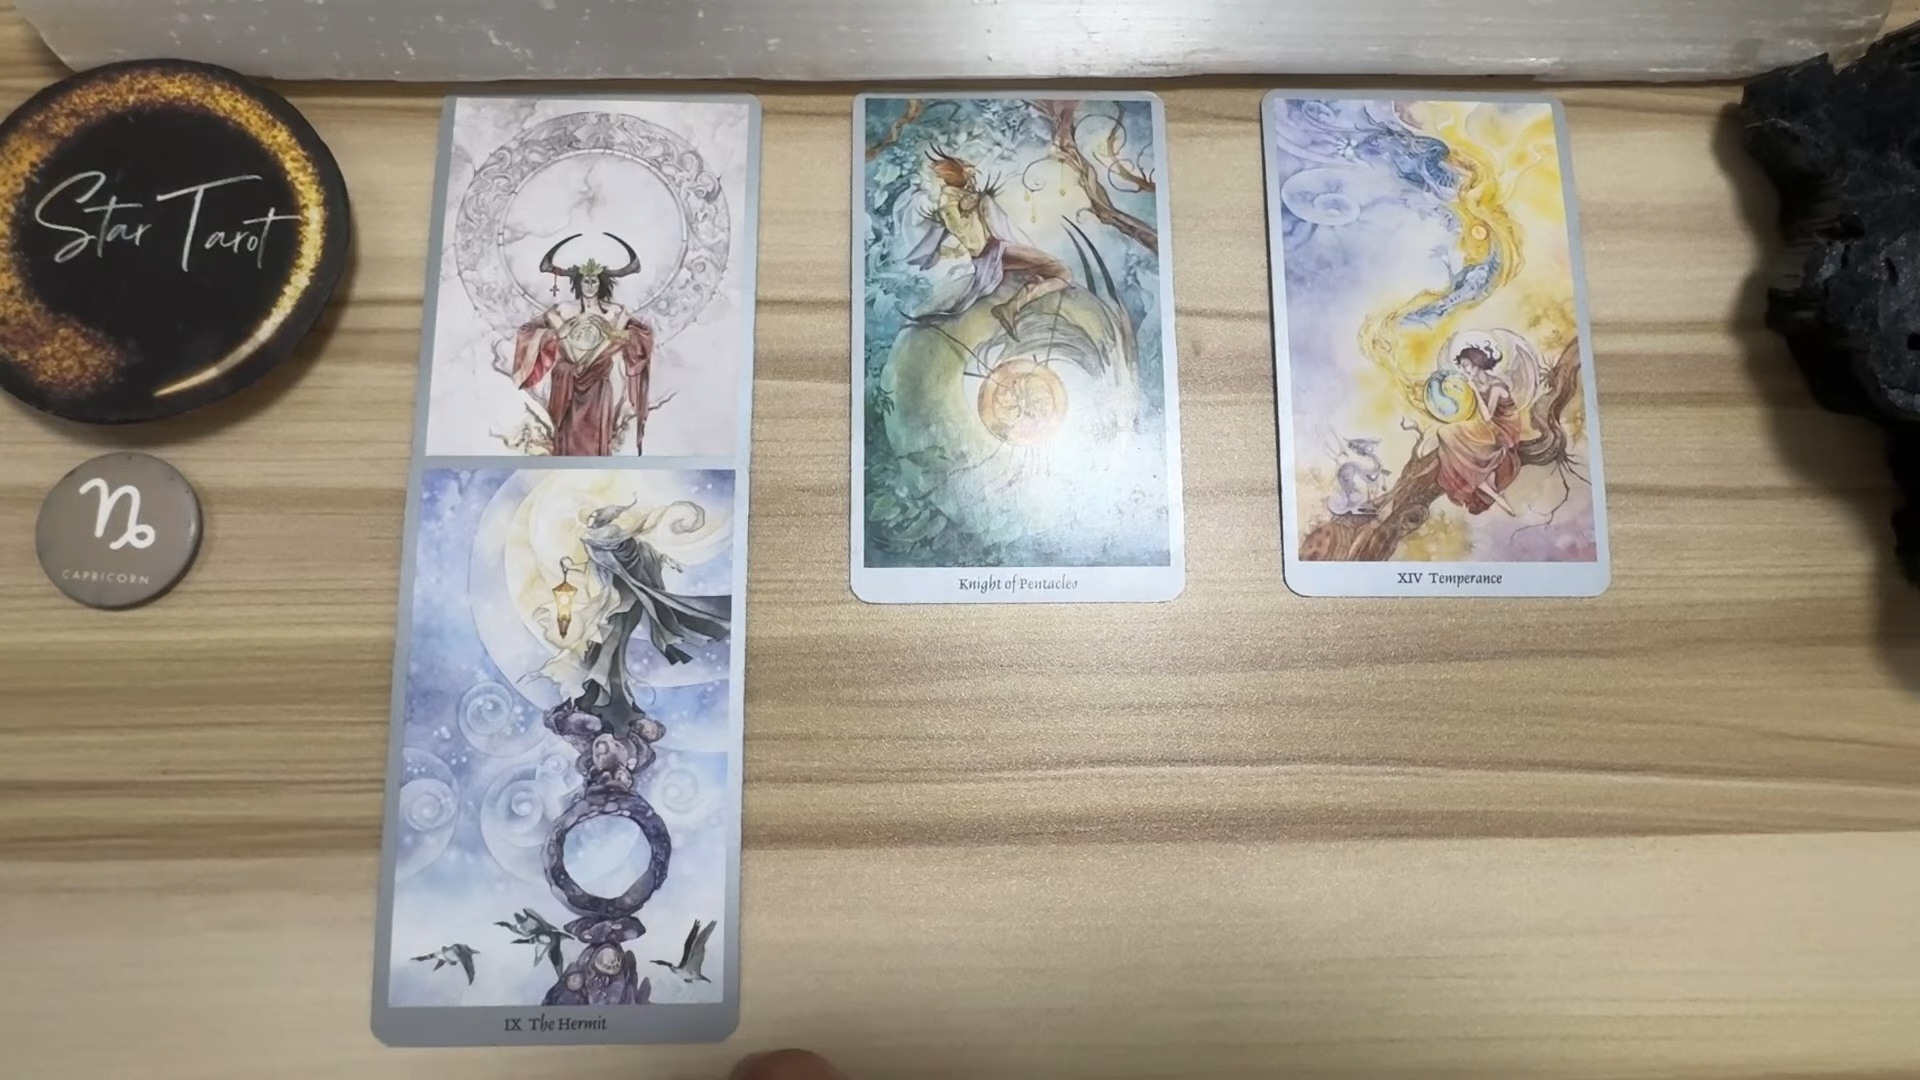 Star Tarot
CAPRICORN
IX The Hermit
Knight of Pentacles
XIV Temperance